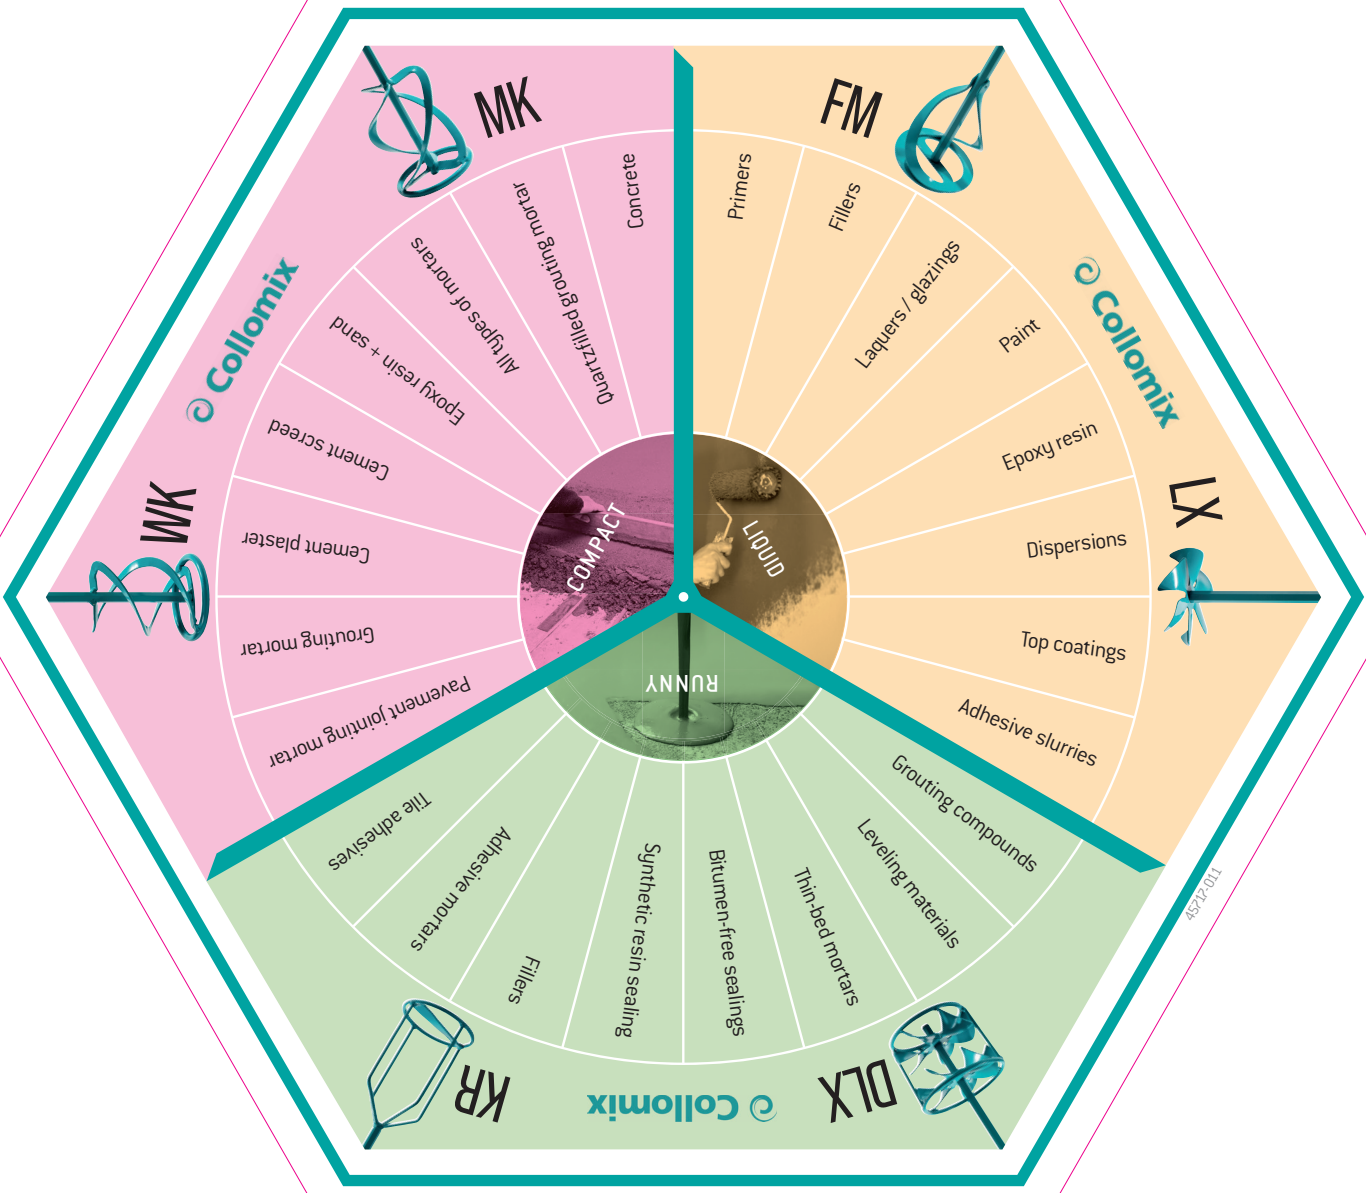 MK
FM
Collomix
Collomix
WK
LX
Concrete
Quartzfilled grouting mortar
All types of mortars
Epoxy resin + sand
Cement screed
Cement plaster
Grouting mortar
Pavement jointing mortar
Primers
Fillers
Laquers / glazings
Paint
Epoxy resin
Dispersions
Top coatings
Adhesive slurries
COMPACT
LIQUID
RUNNY
Grouting compounds
Leveling materials
Thin-bed mortars
Bitumen-free sealings
Synthetic resin sealing
Fillers
Adhesive mortars
Tile adhesives
45717-011
DLX
Collomix
KR